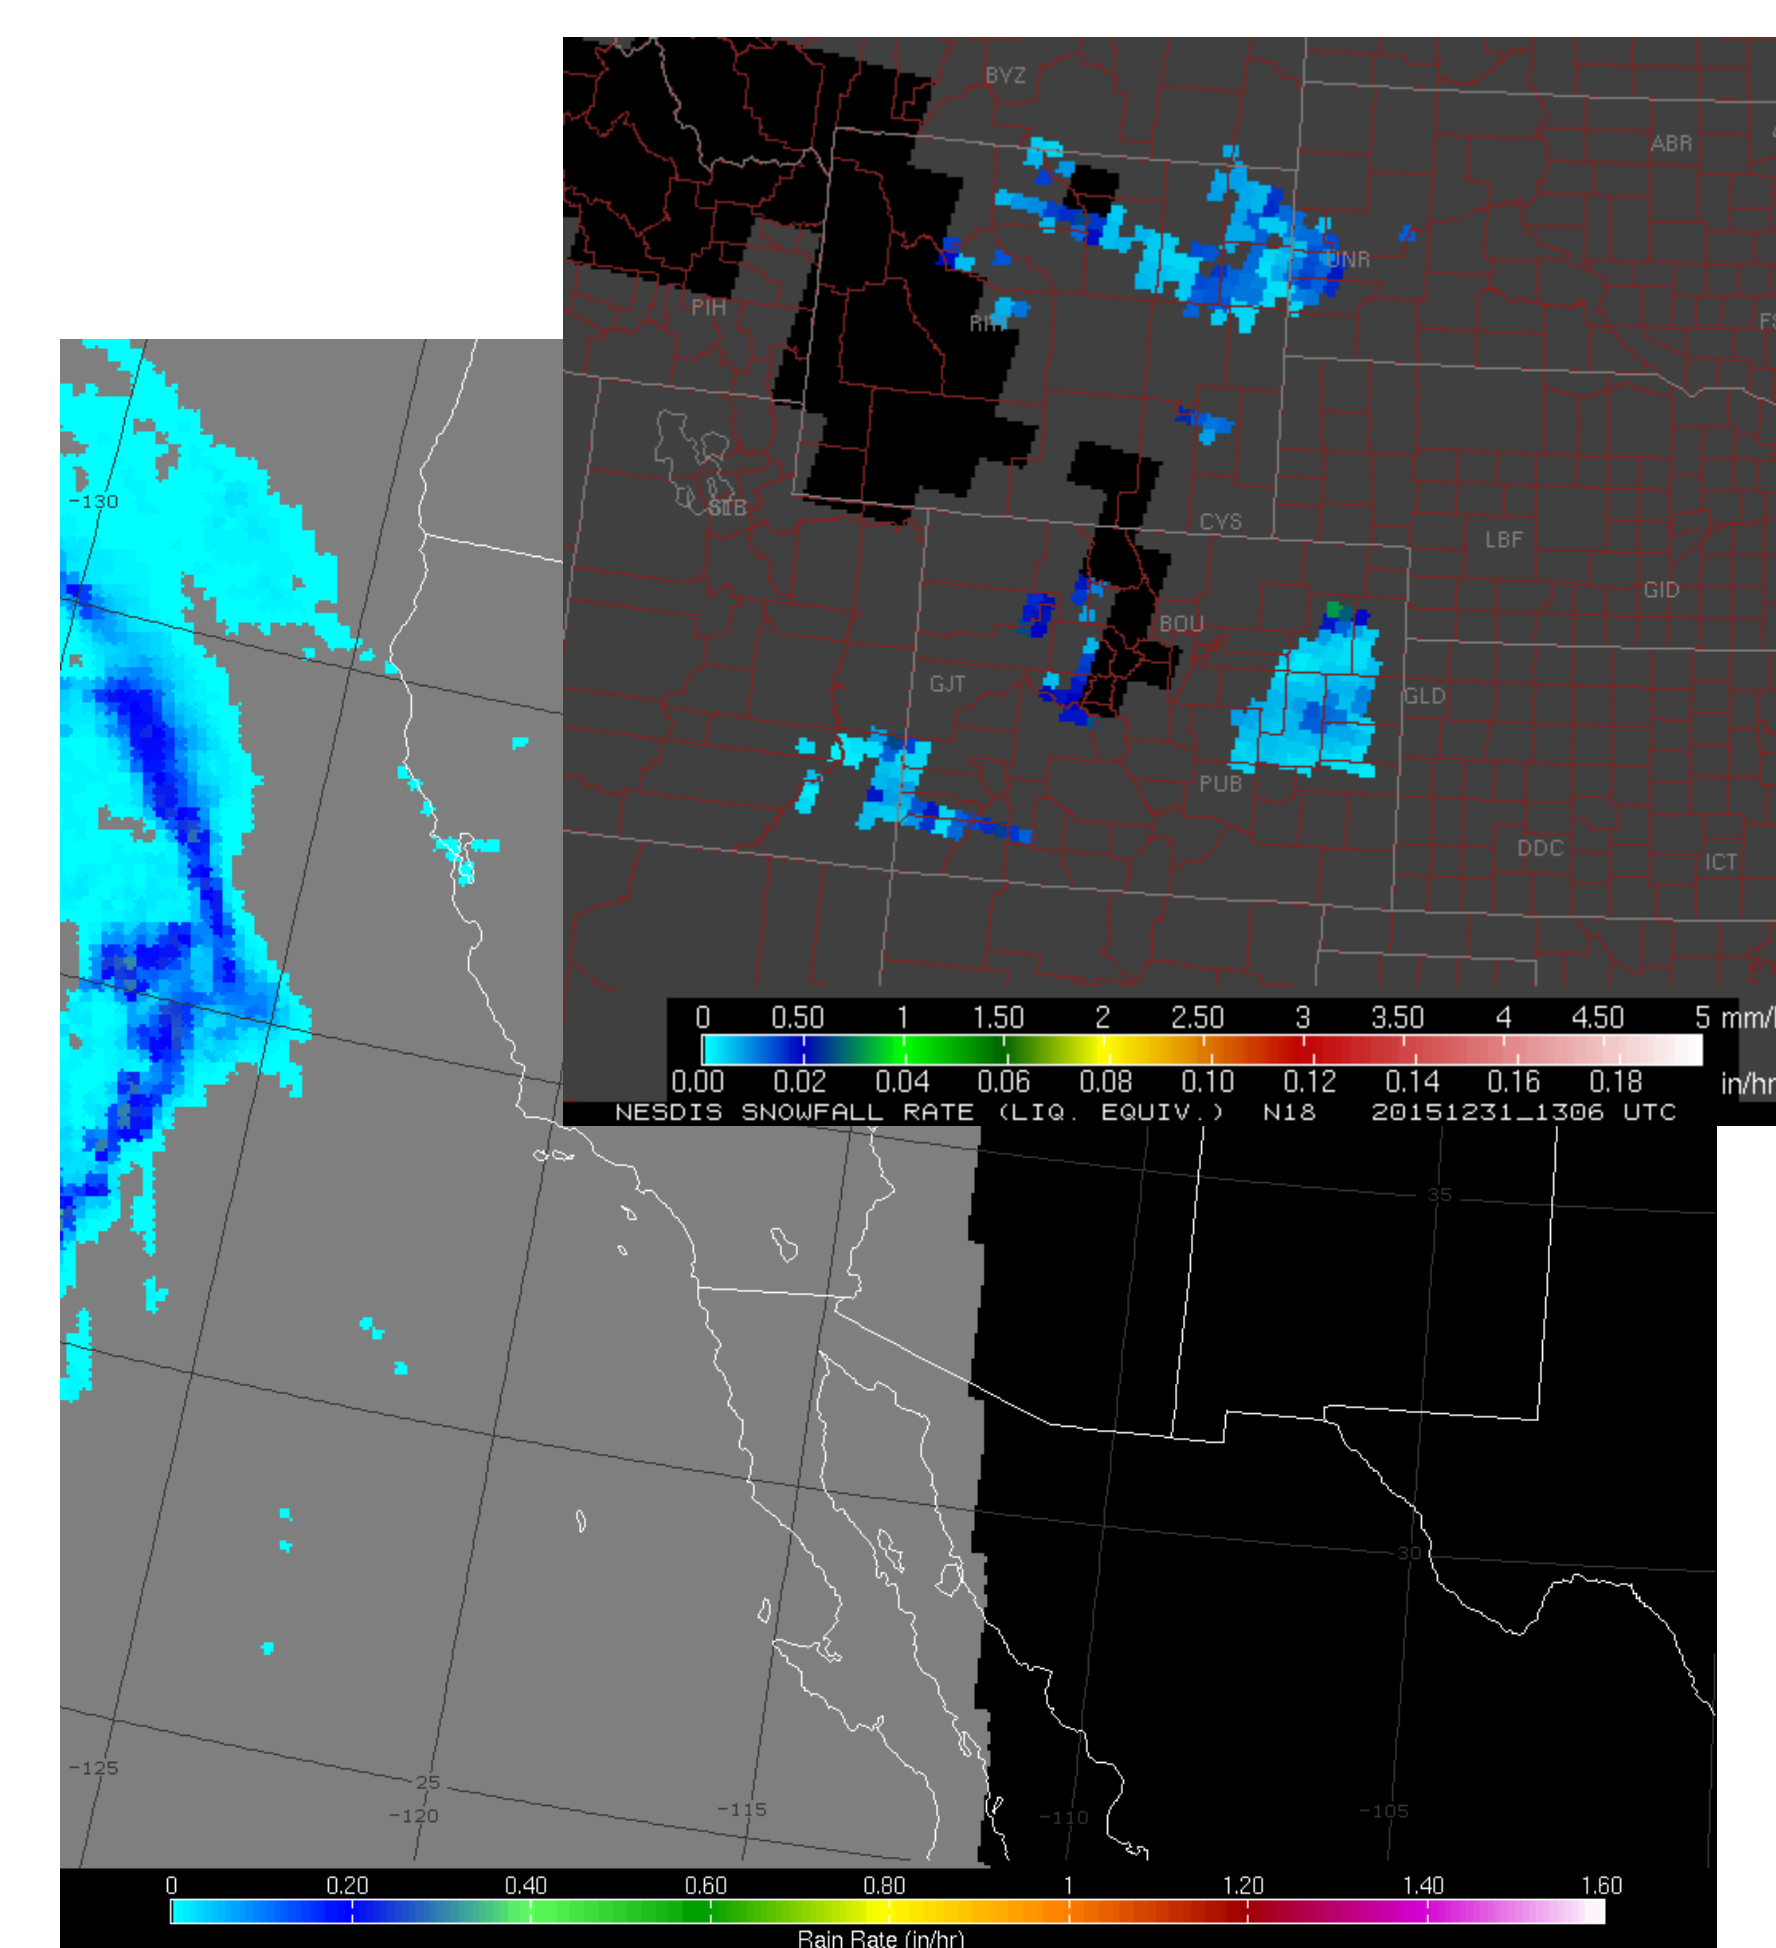 BYZ
ABR
UNR
PIH
RIW
CYS
LBF
GID
BOU
GJT
GLD
PUB
DDC
ICT
-130
0 0.50 1 1.50 2 2.50 3 3.50 4 4.50 5 mm/
0.00 0.02 0.04 0.06 0.08 0.10 0.12 0.14 0.16 0.18 in/hr
NESDIS SNOWFALL RATE (LIQ. EQUIV.) N18 20151231_1306 UTC
35
30
-125
25
-120
-115
-110
-105
0 0.20 0.40 0.60 0.80 1 1.20 1.40 1.60
Rain Rate (in/hr)